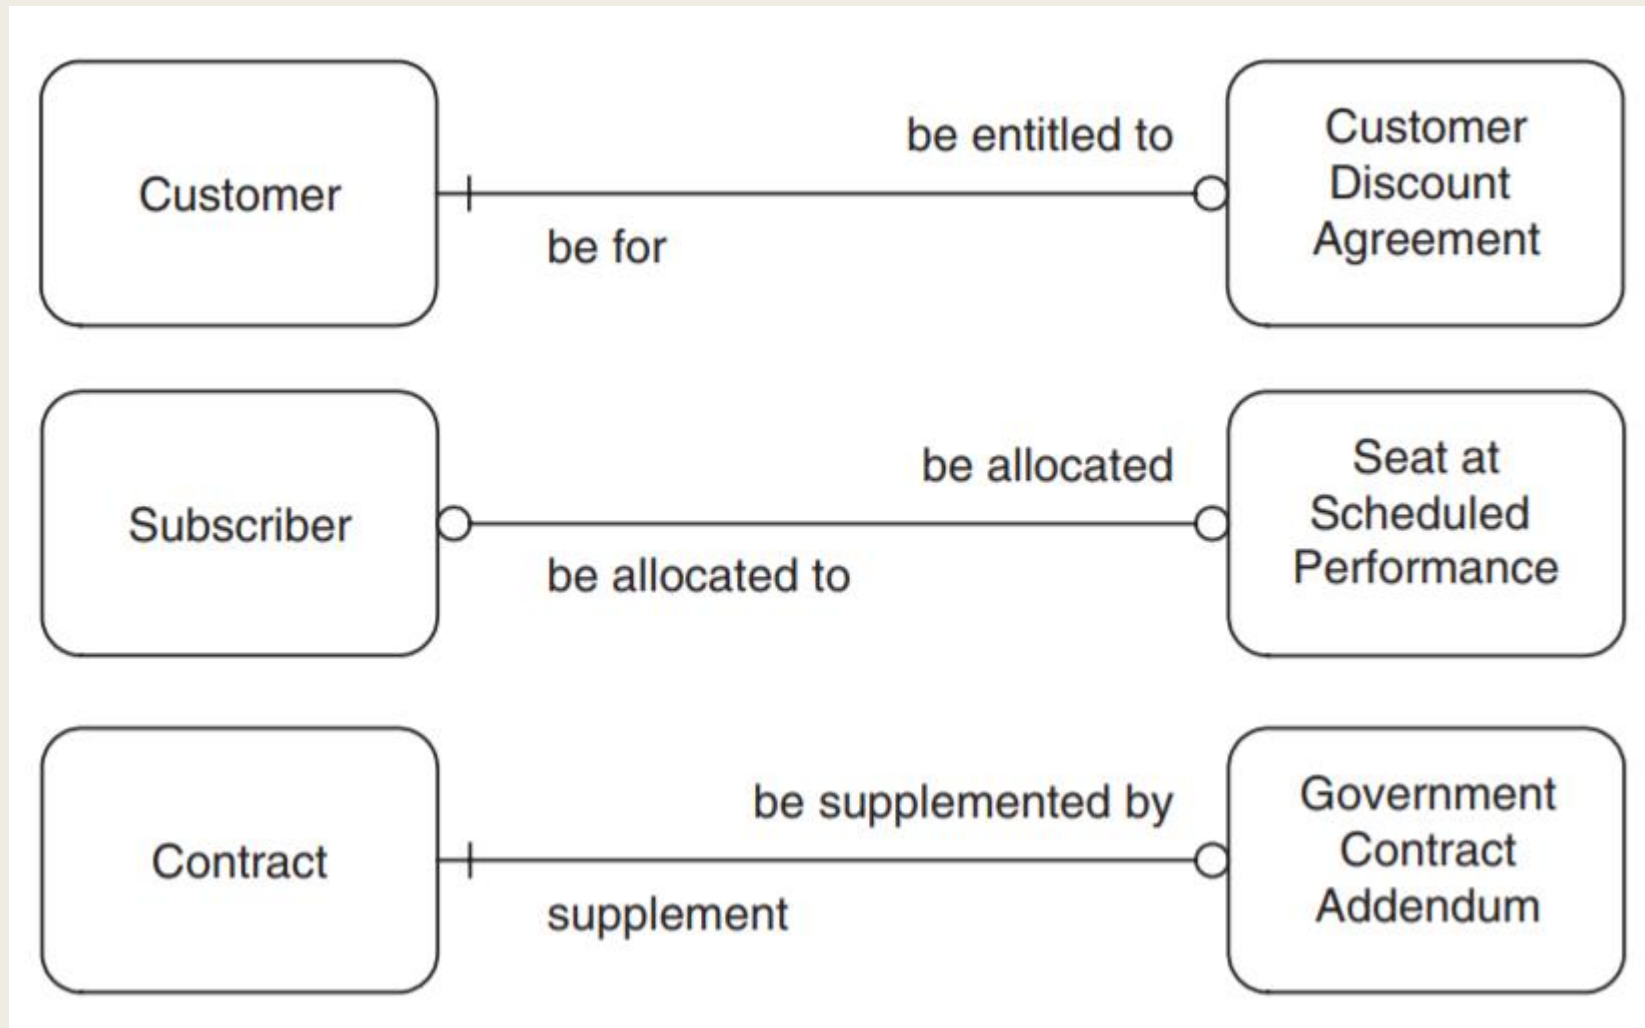 be entitled to
Customer
Customer
Discount
Agreement
be for
be allocated
Subscriber
Seat at
Scheduled
Performance
be allocated to
be supplemented by
Contract
Government
Contract
Addendum
supplement